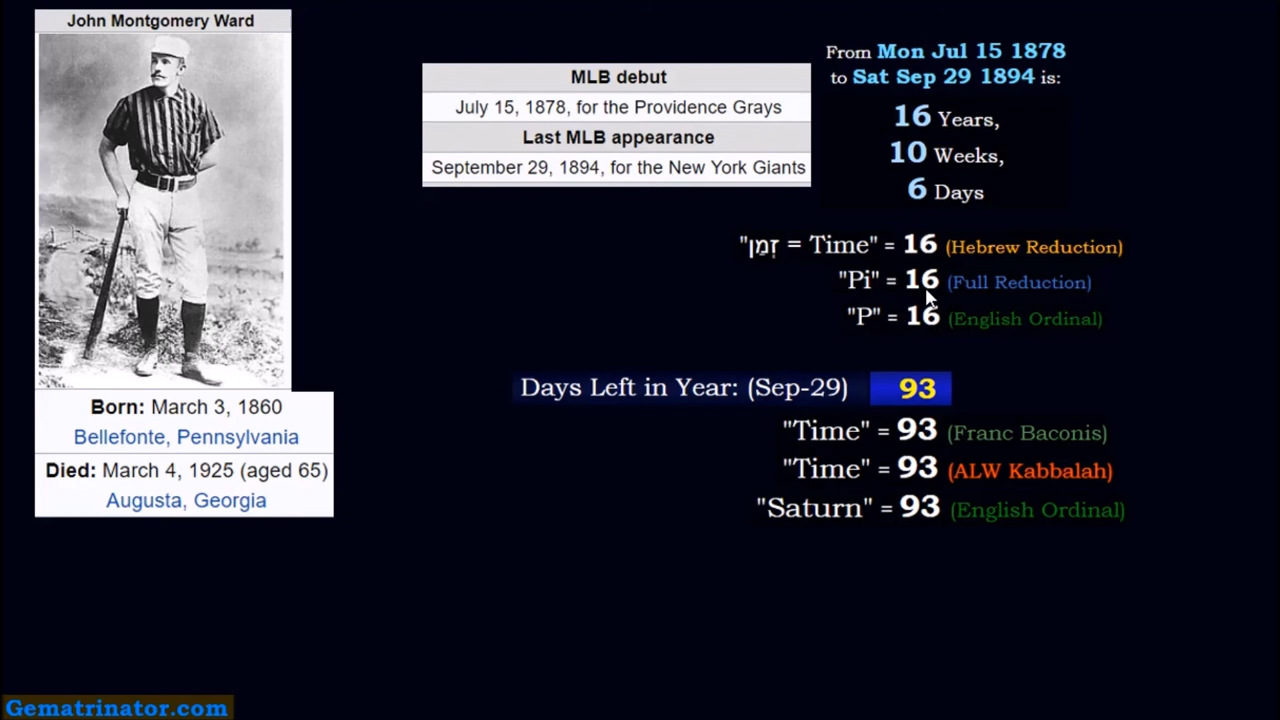 John Montgomery Ward
Born: March 3, 1860
Bellefonte, Pennsylvania
Died: March 4, 1925 (aged 65)
Augusta, Georgia
MLB debut
July 15, 1878, for the Providence Grays
Last MLB appearance
September 29, 1894, for the New York Giants
From Mon Jul 15 1878
to Sat Sep 29 1894 is:
16 Years,
10 Weeks,
6 Days
"זְמַן = Time" = 16 (Hebrew Reduction)
"Pi" = 16 (Full Reduction)
"P" = 16 (English Ordinal)
Days Left in Year: (Sep-29) 93
"Time" = 93 (Franc Baconis)
"Time" = 93 (ALW Kabbalah)
"Saturn" = 93 (English Ordinal)
Gematrinator.com